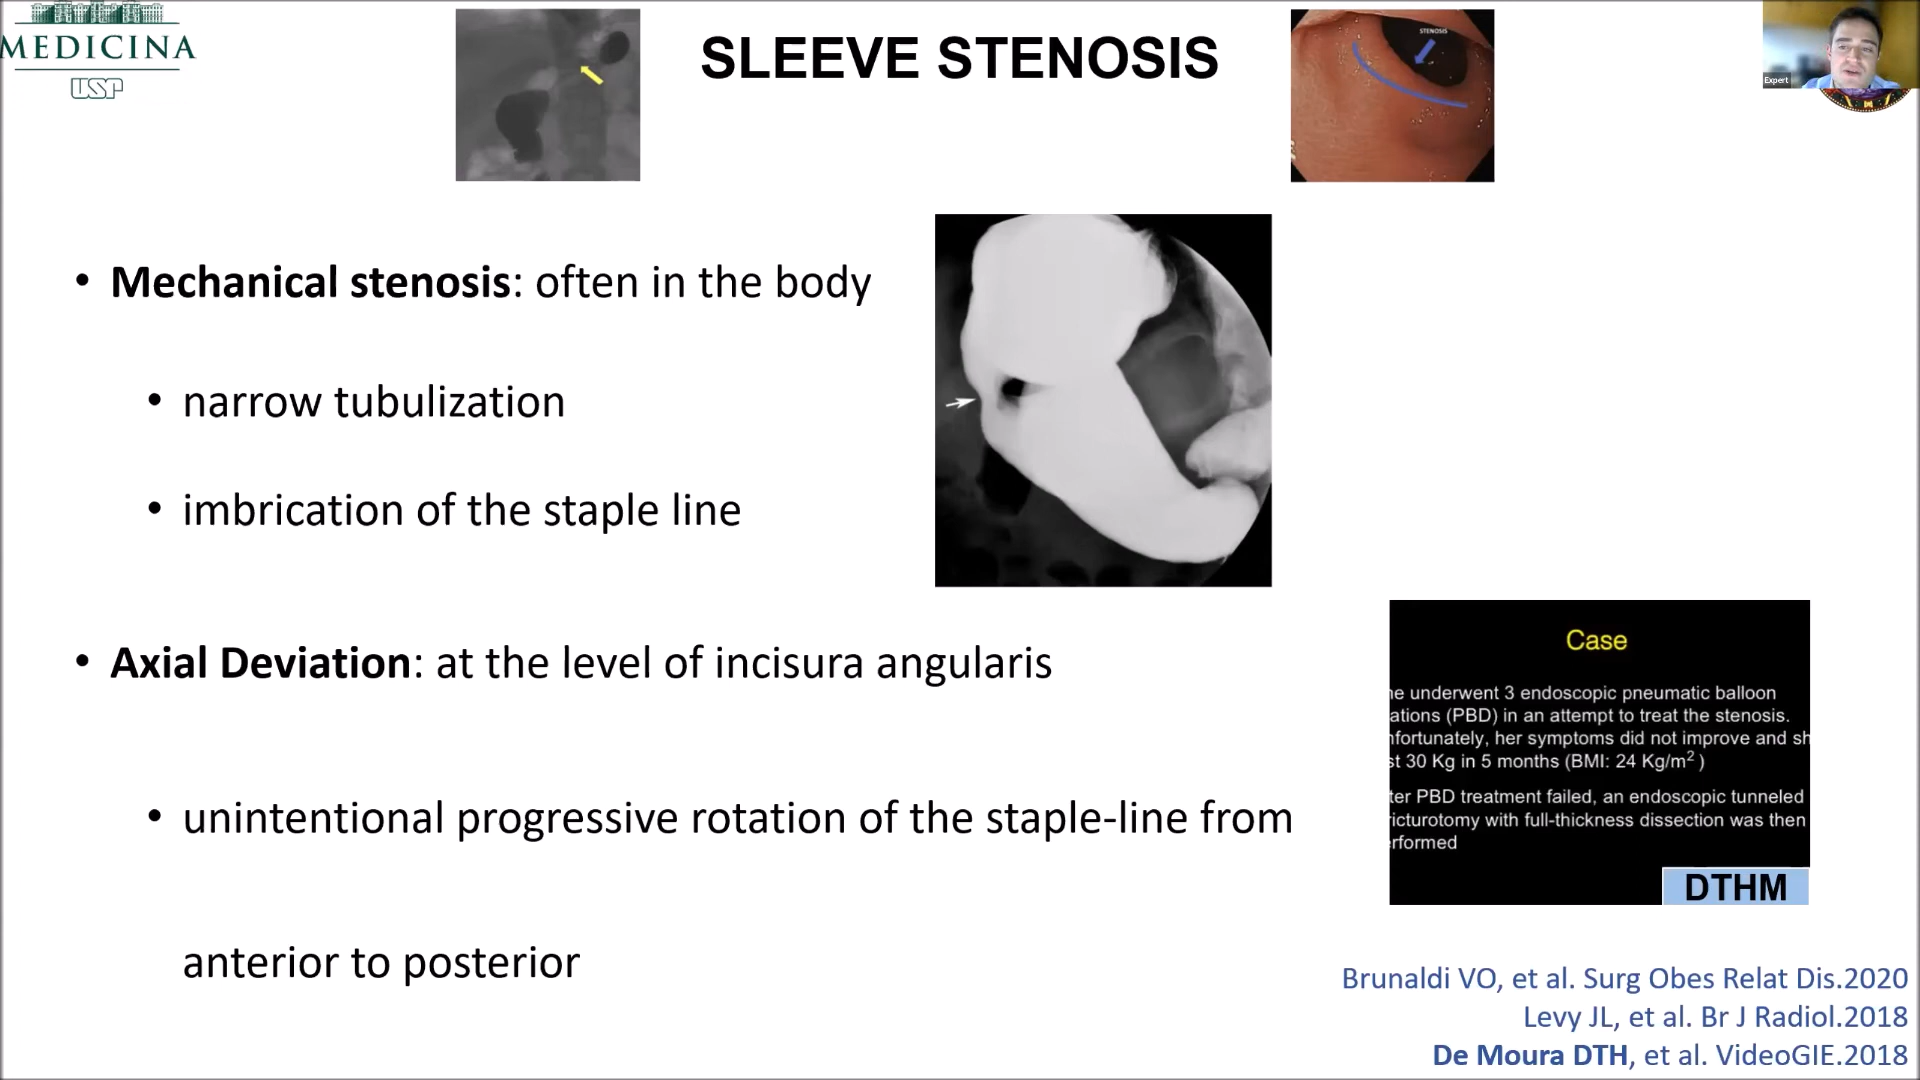 MEDICINA
USP
SLEEVE STENOSIS
STENOSIS
Expert
• Mechanical stenosis: often in the body
• narrow tubulization
• imbrication of the staple line
• Axial Deviation: at the level of incisura angularis
• unintentional progressive rotation of the staple-line from
anterior to posterior
Case
he underwent 3 endoscopic pneumatic balloon
ations (PBD) in an attempt to treat the stenosis.
nfortunately, her symptoms did not improve and sh
st 30 Kg in 5 months (BMI: 24 Kg/m2 )
ter PBD treatment failed, an endoscopic tunneled
ricturotomy with full-thickness dissection was then
erformed
DTHM
Brunaldi VO, et al. Surg Obes Relat Dis.2020
Levy JL, et al. Br J Radiol.2018
De Moura DTH, et al. VideoGIE.2018